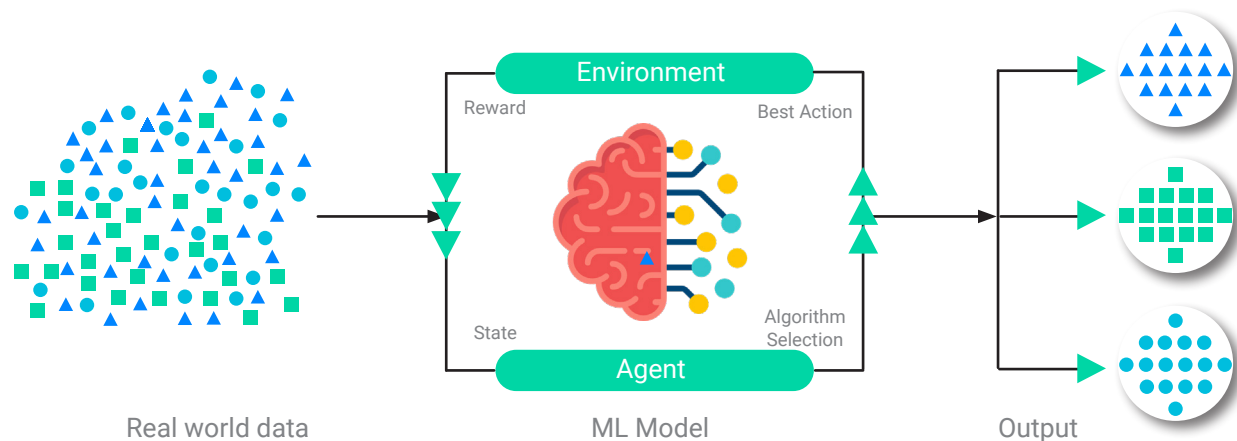 Environment
Reward
Best Action
State
Algorithm
Selection
Agent
Real world data
ML Model
Output